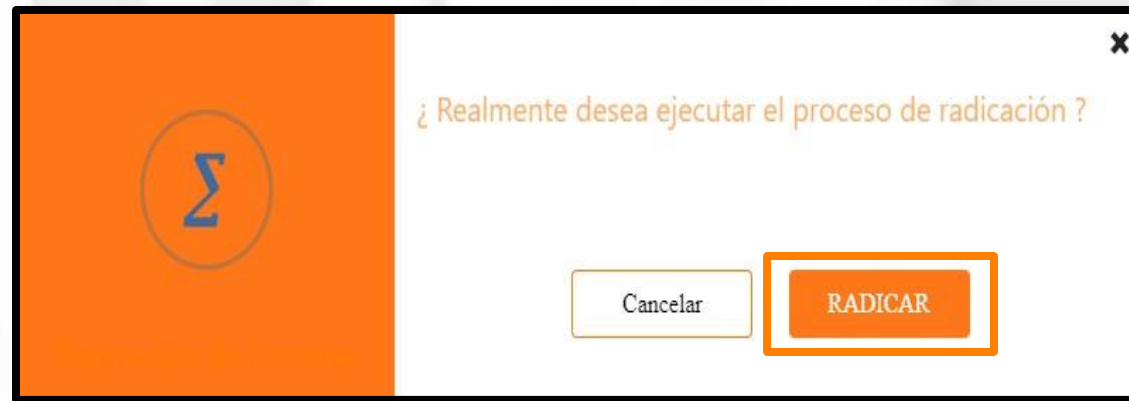 ¿ Realmente desea ejecutar el proceso de radicación ?
Σ
Cancelar
RADICAR